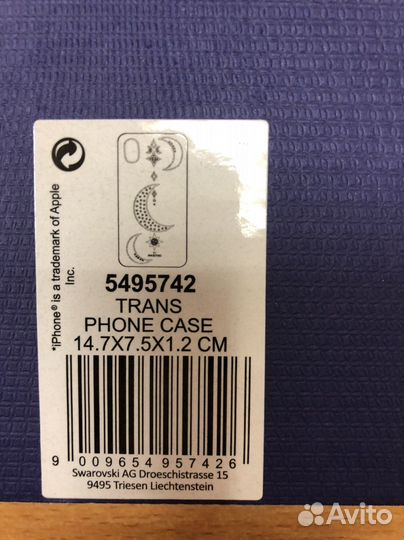 *iPhone® is a trademark of Apple
Inc.
5495742
TRANS
PHONE CASE
14.7X7.5X1.2 CM
9 009654 957426
Swarovski AG Droeschistrasse 15
9495 Triesen Liechtenstein
Avito